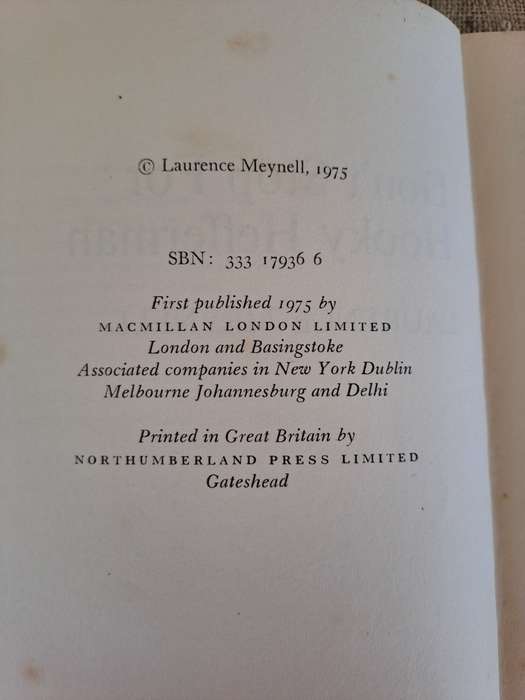 © Laurence Meynell, 1975
SBN: 333 17936 6
First published 1975 by
MACMILLAN LONDON LIMITED
London and Basingstoke
Associated companies in New York Dublin
Melbourne Johannesburg and Delhi
Printed in Great Britain by
NORTHUMBERLAND PRESS LIMITED
Gateshead